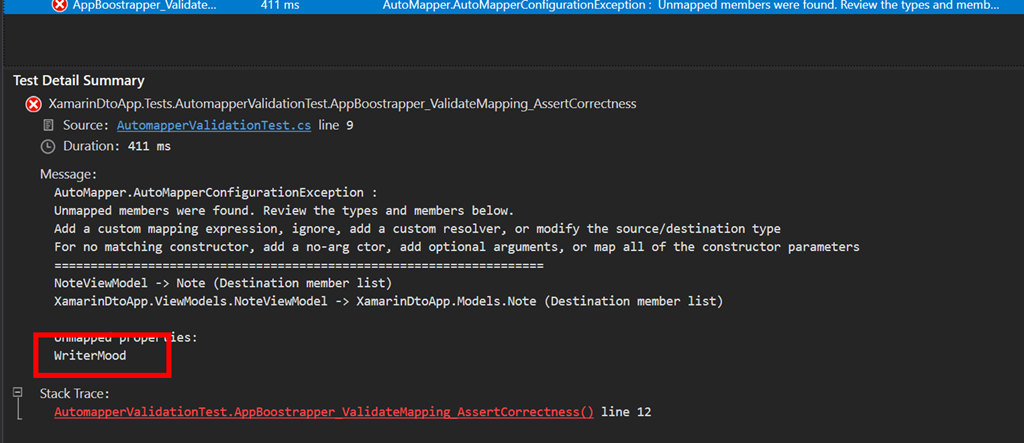 AppBoostrapper_Validate... 411 ms AutoMapper.AutoMapperConfigurationException : Unmapped members were found. Review the types and memb...
Test Detail Summary
XamarinDtoApp.Tests.AutomapperValidationTest.AppBoostrapper_ValidateMapping_AssertCorrectness
Source: AutomapperValidationTest.cs line 9
Duration: 411 ms
Message:
AutoMapper.AutoMapperConfigurationException :
Unmapped members were found. Review the types and members below.
Add a custom mapping expression, ignore, add a custom resolver, or modify the source/destination type
For no matching constructor, add a no-arg ctor, add optional arguments, or map all of the constructor parameters
====================================================================
NoteViewModel -> Note (Destination member list)
XamarinDtoApp.ViewModels.NoteViewModel -> XamarinDtoApp.Models.Note (Destination member list)
Unmapped properties:
WriterMood
Stack Trace:
AutomapperValidationTest.AppBoostrapper_ValidateMapping_AssertCorrectness() line 12